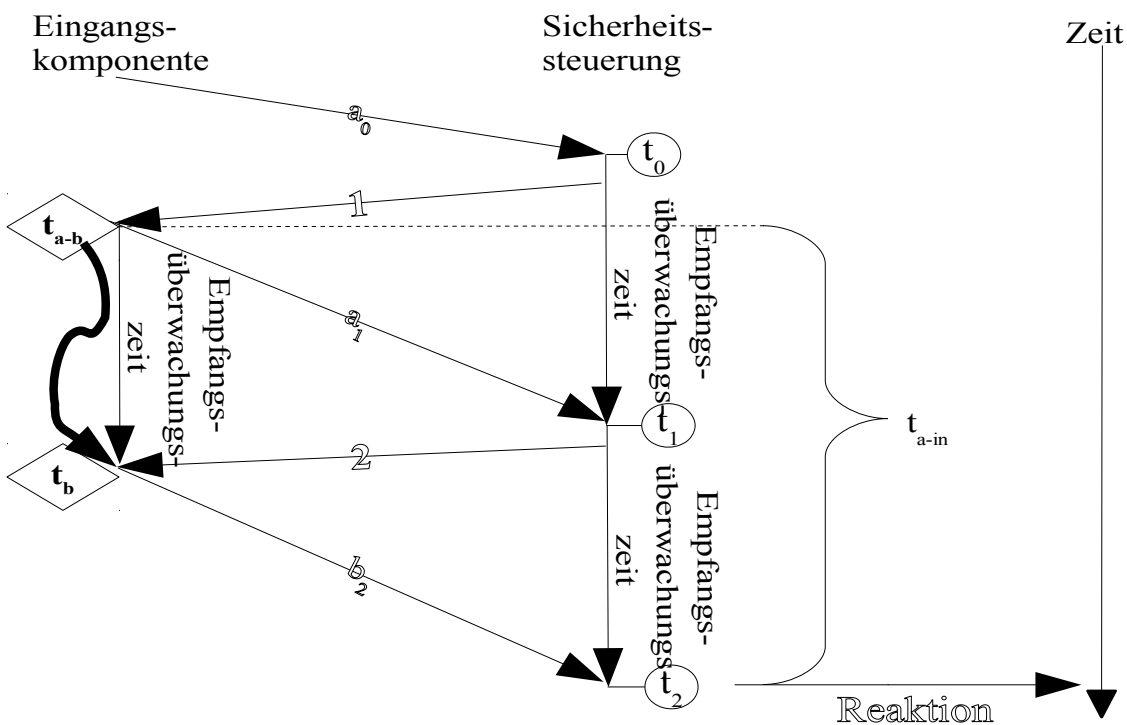 Eingangs-
komponente
Sicherheits-
steuerung
Zeit
a0
t0
1
ta-b
Empfangs-
überwachungs-
zeit
Empfangs-
überwachungs-
zeit
a1
t1
ta-in
2
tb
Empfangs-
überwachungs-
zeit
b2
t2
Reaktion